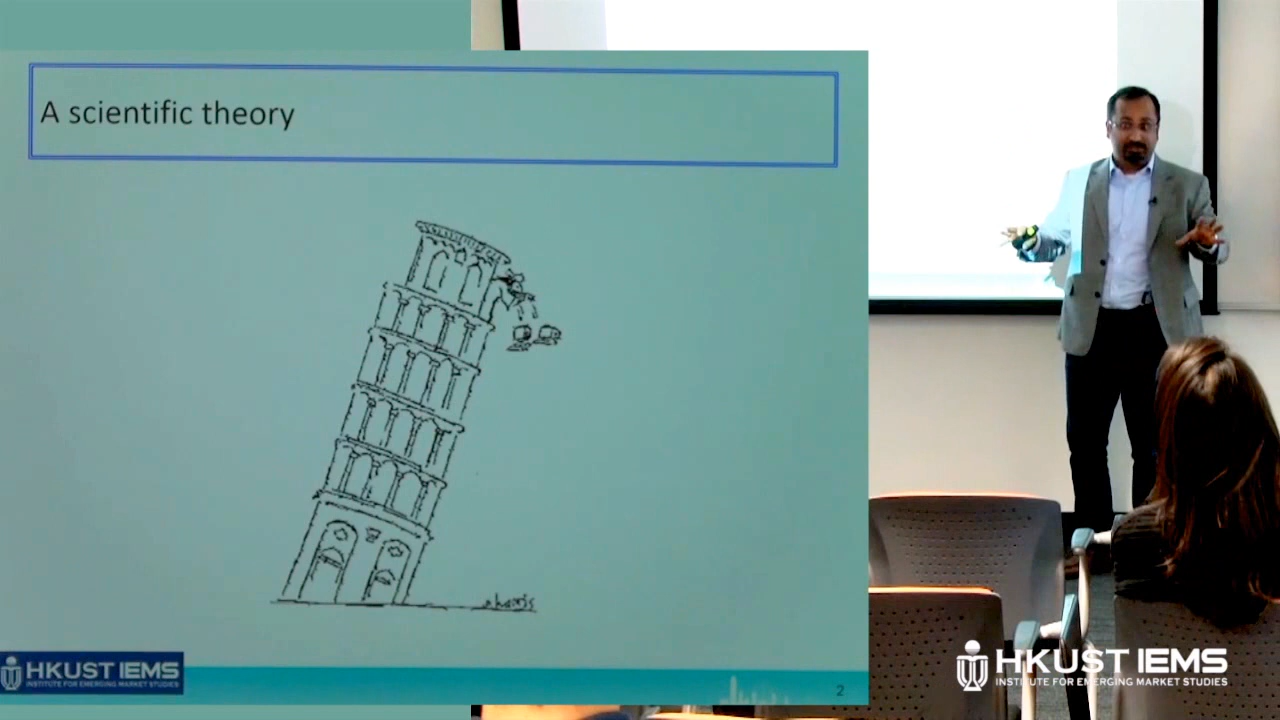 A scientific theory
HKUST IEMS
INSTITUTE FOR EMERGING MARKET STUDIES
2
HKUST IEMS
INSTITUTE FOR EMERGING MARKET STUDIES